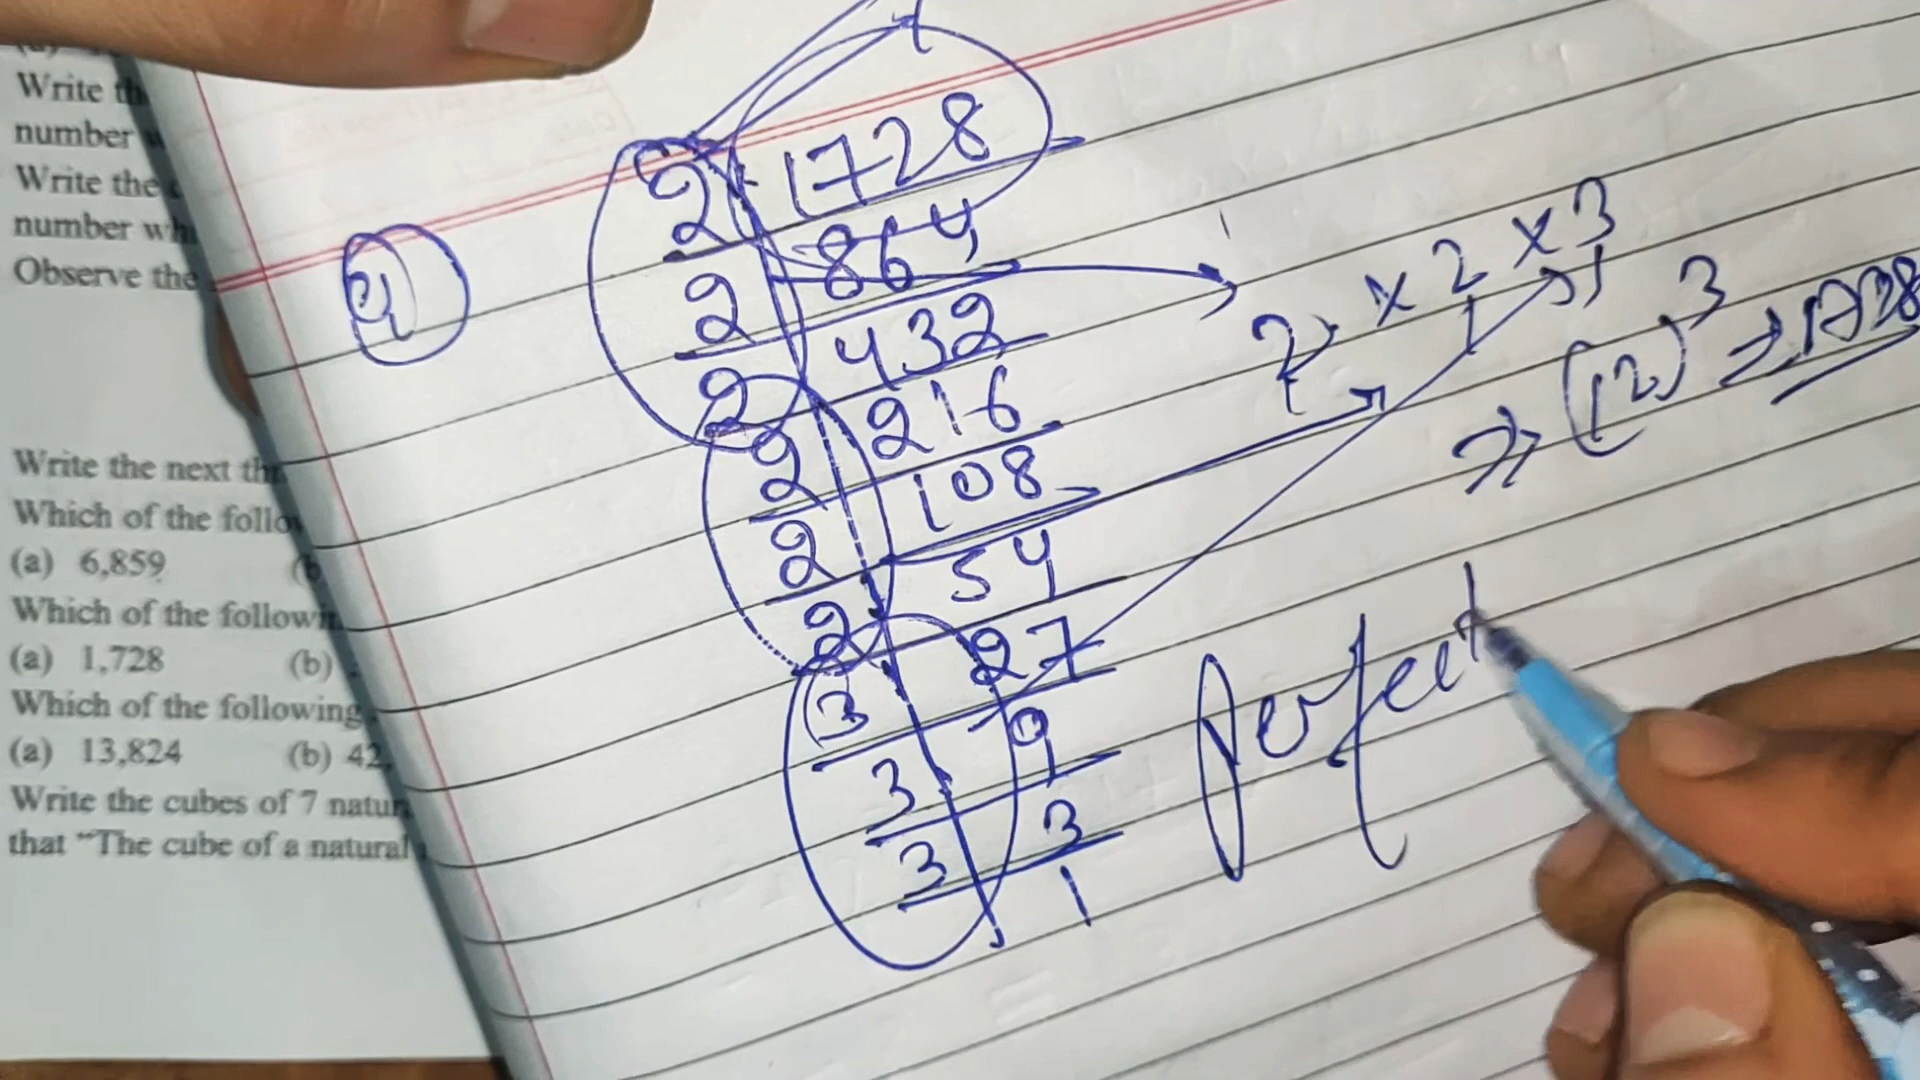 Write th
number w
Write the
number wh
Observe the
Write the next th
Which of the follo
(a) 6,859 (b
Which of the followin
(a) 1,728 (b)
Which of the following
(a) 13,824 (b) 42,
Write the cubes of 7 natur
that "The cube of a natural
2 1728
2 864
2 432
2 216
2 108
2 54
3 27
3 9
3 3
1
2 × 2 × 3
⇒ (12)³ ⇒ 1728
Perfect